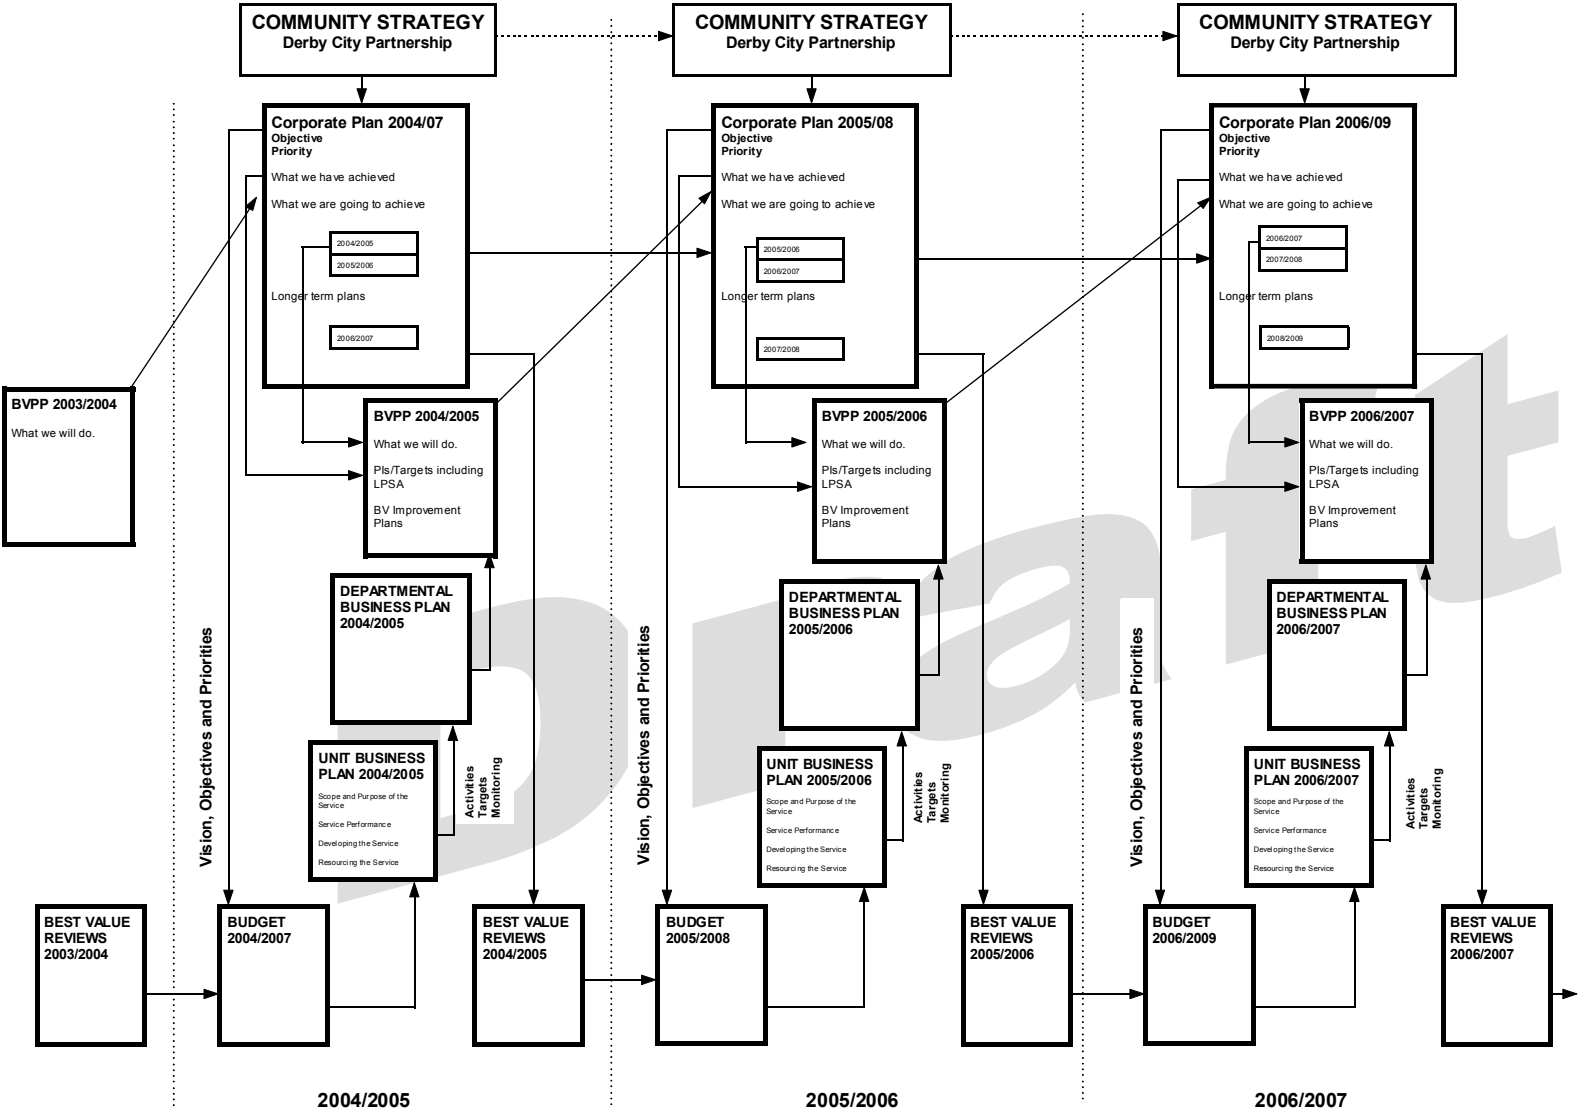 COMMUNITY STRATEGY
Derby City Partnership
COMMUNITY STRATEGY
Derby City Partnership
COMMUNITY STRATEGY
Derby City Partnership
BVPP 2003/2004
What we will do.
BEST VALUE
REVIEWS
2003/2004
Corporate Plan 2004/07
Objective
Priority
What we have achieved
What we are going to achieve
2004/2005
2005/2006
Longer term plans
2006/2007
BVPP 2004/2005
What we will do.
PIs/Targets including
LPSA
BV Improvement
Plans
DEPARTMENTAL
BUSINESS PLAN
2004/2005
Vision, Objectives and Priorities
UNIT BUSINESS
PLAN 2004/2005
Scope and Purpose of the
Service
Service Performance
Developing the Service
Resourcing the Service
Activities
Targets
Monitoring
BUDGET
2004/2007
BEST VALUE
REVIEWS
2004/2005
Corporate Plan 2005/08
Objective
Priority
What we have achieved
What we are going to achieve
2005/2006
2006/2007
Longer term plans
2007/2008
BVPP 2005/2006
What we will do.
PIs/Targets including
LPSA
BV Improvement
Plans
DEPARTMENTAL
BUSINESS PLAN
2005/2006
Vision, Objectives and Priorities
UNIT BUSINESS
PLAN 2005/2006
Scope and Purpose of the
Service
Service Performance
Developing the Service
Resourcing the Service
Activities
Targets
Monitoring
BUDGET
2005/2008
BEST VALUE
REVIEWS
2005/2006
Corporate Plan 2006/09
Objective
Priority
What we have achieved
What we are going to achieve
2006/2007
2007/2008
Longer term plans
2008/2009
BVPP 2006/2007
What we will do.
PIs/Targets including
LPSA
BV Improvement
Plans
DEPARTMENTAL
BUSINESS PLAN
2006/2007
Vision, Objectives and Priorities
UNIT BUSINESS
PLAN 2006/2007
Scope and Purpose of the
Service
Service Performance
Developing the Service
Resourcing the Service
Activities
Targets
Monitoring
BUDGET
2006/2009
BEST VALUE
REVIEWS
2006/2007
Draft
2004/2005
2005/2006
2006/2007